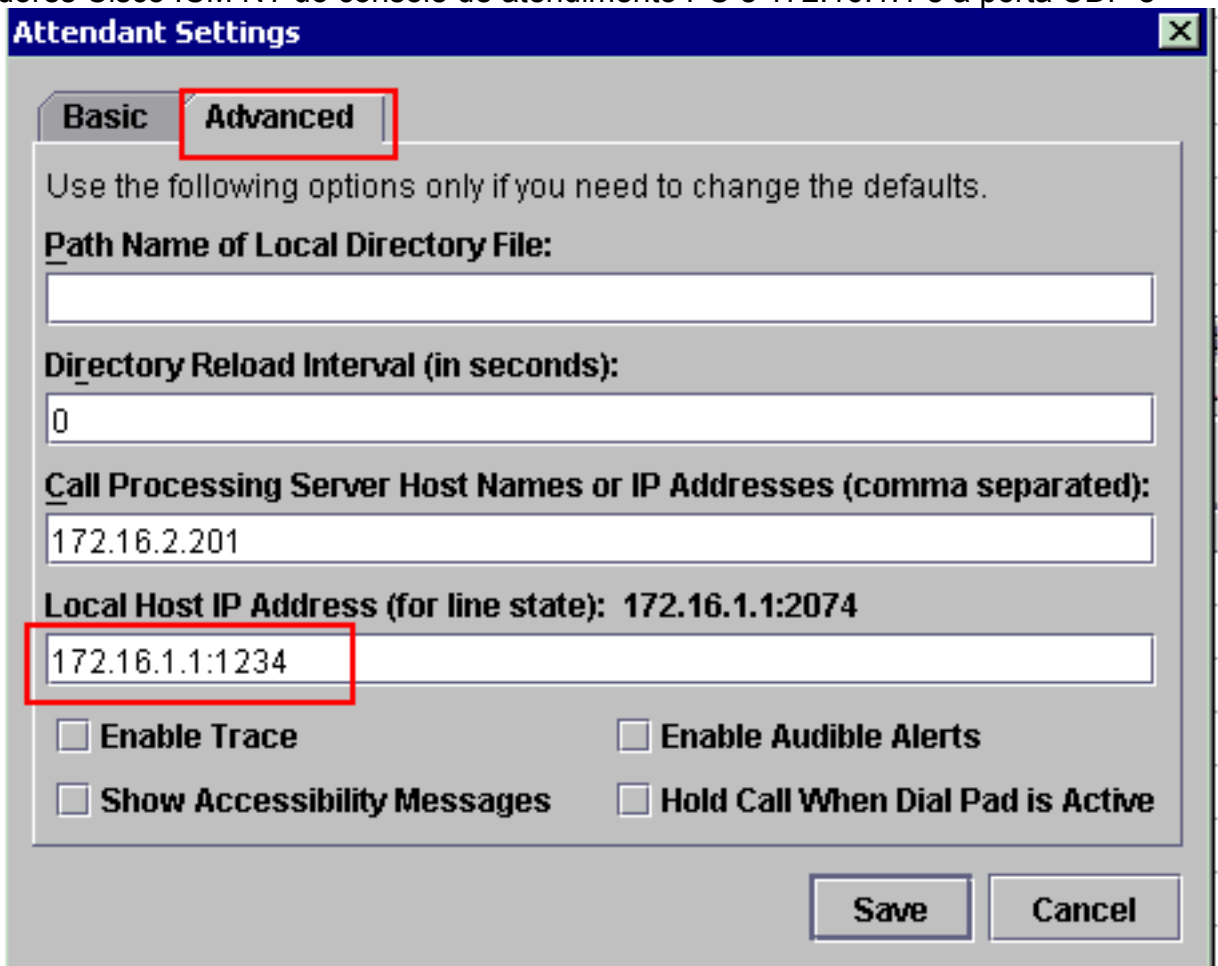 Attendant Settings
Basic Advanced
Use the following options only if you need to change the defaults.
Path Name of Local Directory File:
Directory Reload Interval (in seconds):
0
Call Processing Server Host Names or IP Addresses (comma separated):
172.16.2.201
Local Host IP Address (for line state): 172.16.1.1:2074
172.16.1.1:1234
Enable Trace Enable Audible Alerts
Show Accessibility Messages Hold Call When Dial Pad is Active
Save Cancel